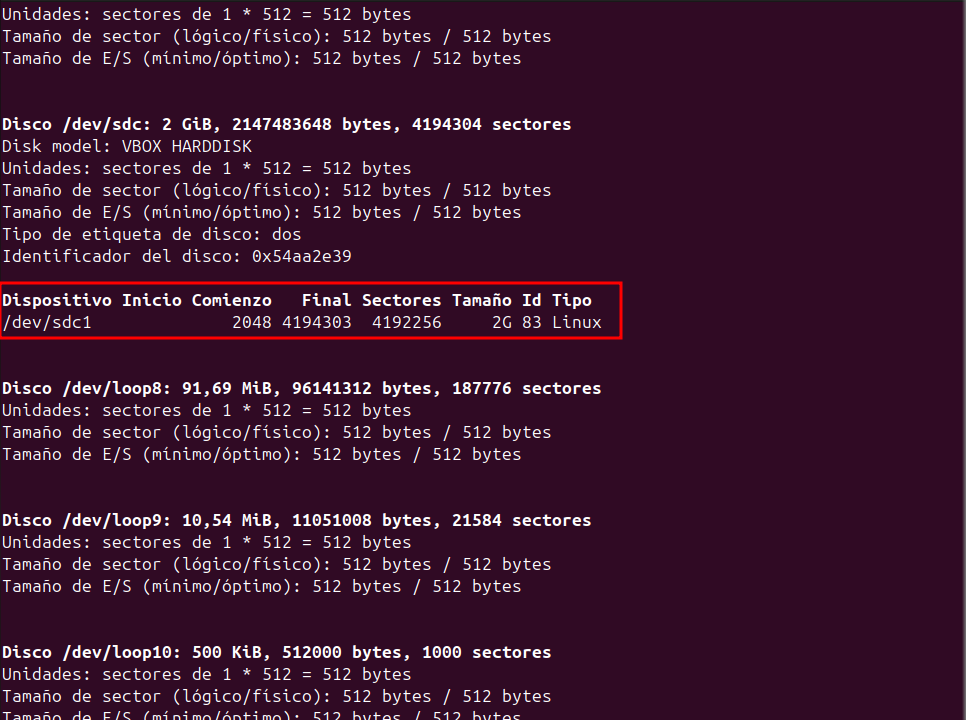 Unidades: sectores de 1 * 512 = 512 bytes
Tamaño de sector (lógico/físico): 512 bytes / 512 bytes
Tamaño de E/S (mínimo/óptimo): 512 bytes / 512 bytes
Disco /dev/sdc: 2 GiB, 2147483648 bytes, 4194304 sectores
Disk model: VBOX HARDDISK
Unidades: sectores de 1 * 512 = 512 bytes
Tamaño de sector (lógico/físico): 512 bytes / 512 bytes
Tamaño de E/S (mínimo/óptimo): 512 bytes / 512 bytes
Tipo de etiqueta de disco: dos
Identificador del disco: 0x54aa2e39
Dispositivo Inicio Comienzo   Final Sectores Tamaño Id Tipo
/dev/sdc1              2048 4194303  4192256     2G 83 Linux
Disco /dev/loop8: 91,69 MiB, 96141312 bytes, 187776 sectores
Unidades: sectores de 1 * 512 = 512 bytes
Tamaño de sector (lógico/físico): 512 bytes / 512 bytes
Tamaño de E/S (mínimo/óptimo): 512 bytes / 512 bytes
Disco /dev/loop9: 10,54 MiB, 11051008 bytes, 21584 sectores
Unidades: sectores de 1 * 512 = 512 bytes
Tamaño de sector (lógico/físico): 512 bytes / 512 bytes
Tamaño de E/S (mínimo/óptimo): 512 bytes / 512 bytes
Disco /dev/loop10: 500 KiB, 512000 bytes, 1000 sectores
Unidades: sectores de 1 * 512 = 512 bytes
Tamaño de sector (lógico/físico): 512 bytes / 512 bytes
Tamaño de E/S (mínimo/óptimo): 512 bytes / 512 bytes